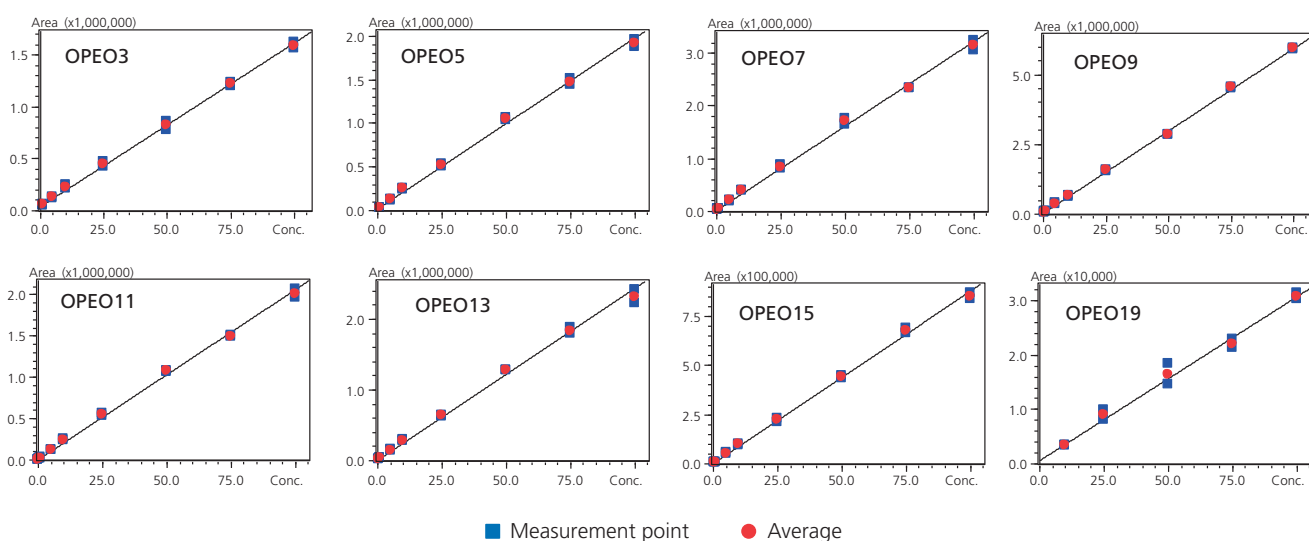 Area (x1,000,000)
OPEO3
1.5
1.0
0.5
0.0
0.0 25.0 50.0 75.0 Conc.
Area (x1,000,000)
OPEO5
2.0
1.5
1.0
0.5
0.0
0.0 25.0 50.0 75.0 Conc.
Area (x1,000,000)
OPEO7
3.0
2.0
1.0
0.0
0.0 25.0 50.0 75.0 Conc.
Area (x1,000,000)
OPEO9
5.0
2.5
0.0
0.0 25.0 50.0 75.0 Conc.
Area (x1,000,000)
OPEO11
2.0
1.5
1.0
0.5
0.0
0.0 25.0 50.0 75.0 Conc.
Area (x1,000,000)
OPEO13
2.0
1.0
0.0
0.0 25.0 50.0 75.0 Conc.
Area (x100,000)
OPEO15
7.5
5.0
2.5
0.0
0.0 25.0 50.0 75.0 Conc.
Area (x10,000)
OPEO19
3.0
2.0
1.0
0.0
0.0 25.0 50.0 75.0 Conc.
Measurement point Average